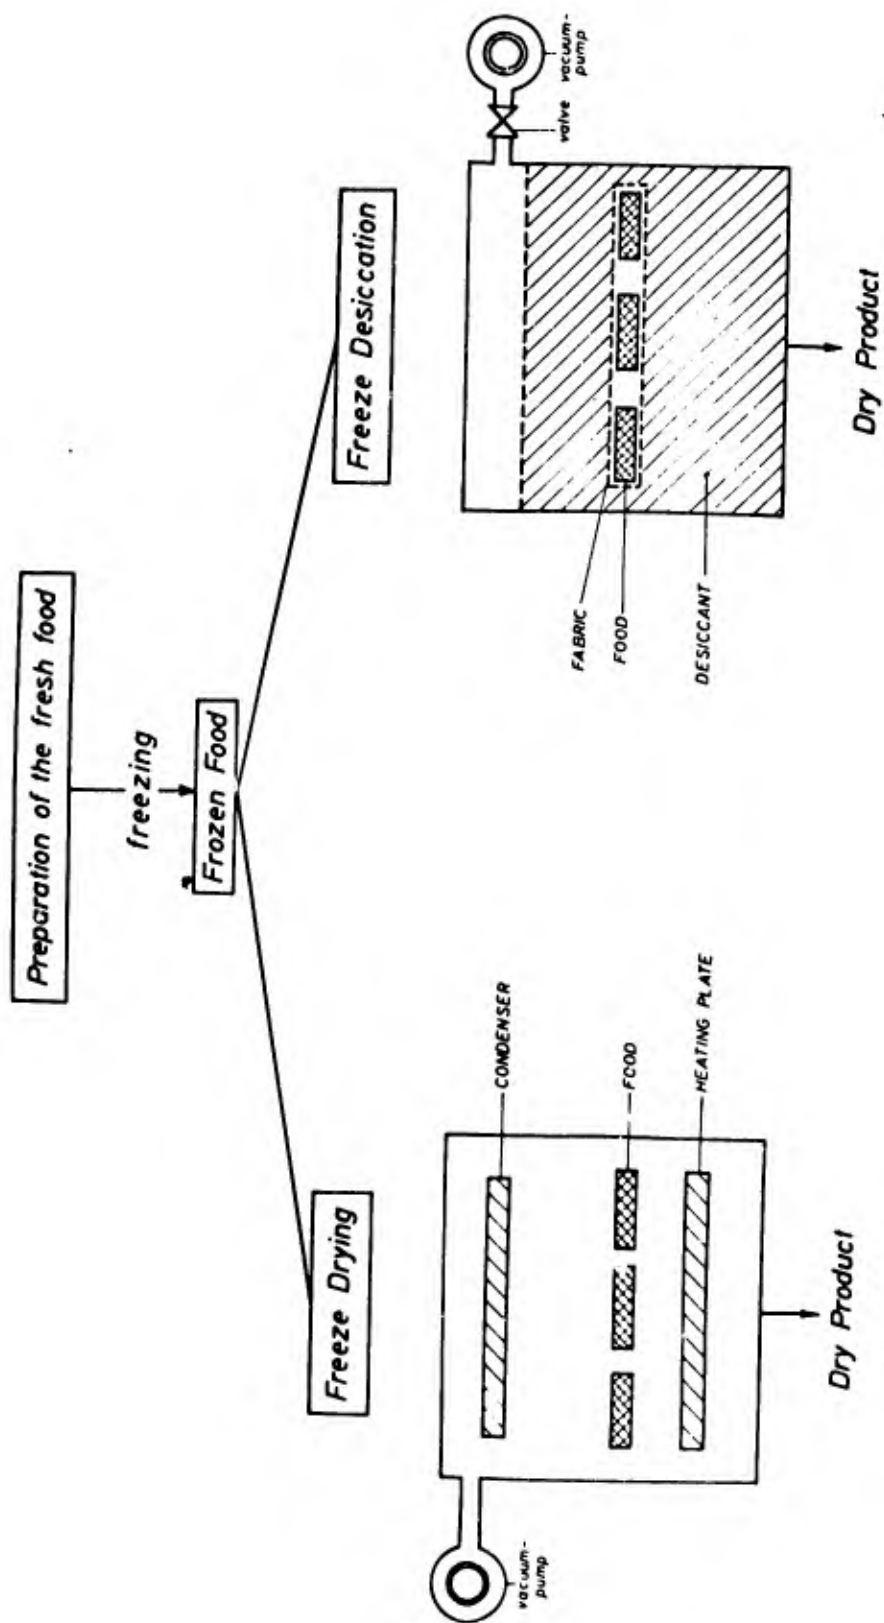 Preparation of the fresh food
freezing
Frozen Food
Freeze Drying
Freeze Desiccation
vacuum-
pump
CONDENSER
FOOD
HEATING PLATE
Dry Product
valve
vacuum-
pump
FABRIC
FOOD
DESICCANT
Dry Product